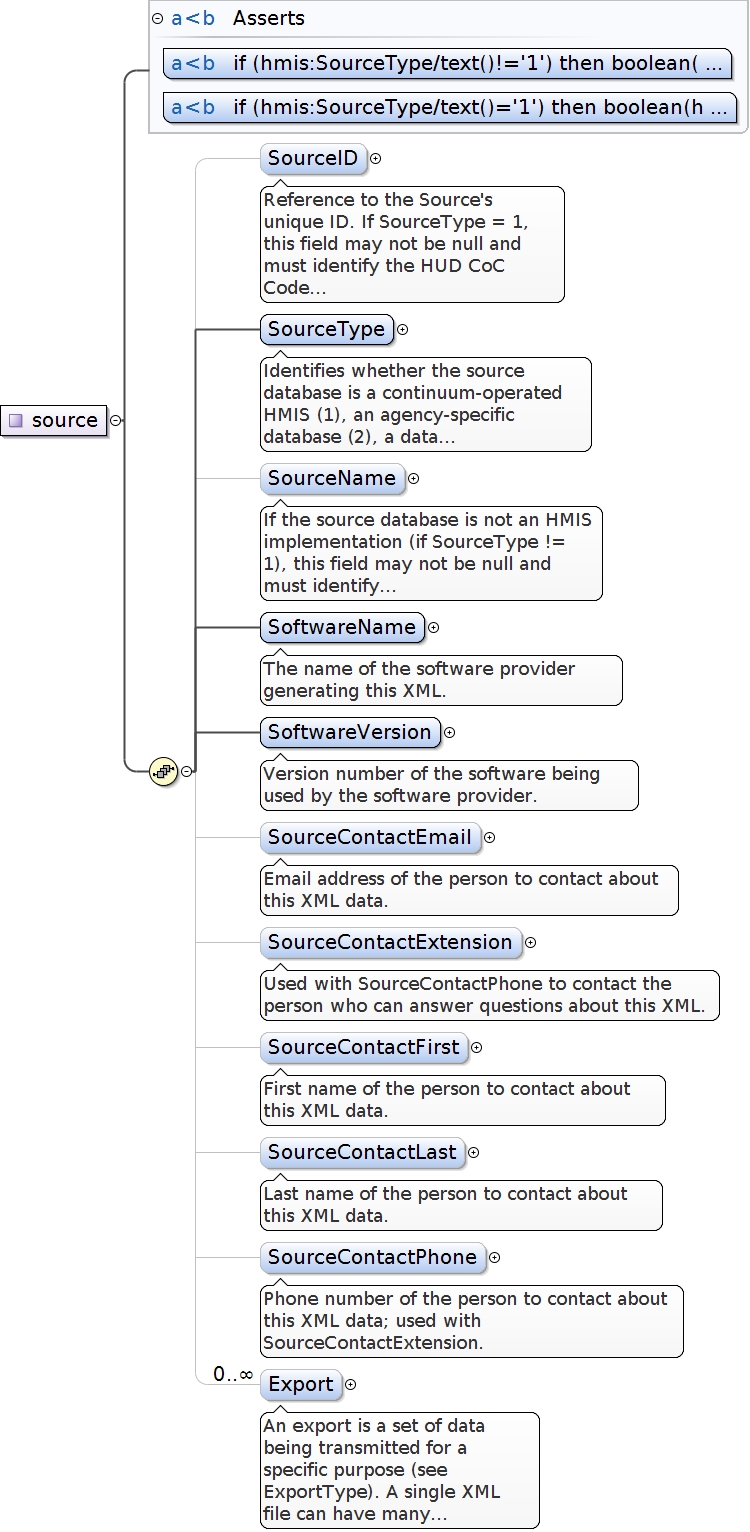 a<b Asserts
a<b if (hmis:SourceType/text()!='1') then boolean( ...
a<b if (hmis:SourceType/text()='1') then boolean(h ...
SourceID
Reference to the Source's
unique ID. If SourceType = 1,
this field may not be null and
must identify the HUD CoC
Code...
SourceType
Identifies whether the source
database is a continuum-operated
HMIS (1), an agency-specific
database (2), a data...
source
SourceName
If the source database is not an HMIS
implementation (if SourceType !=
1), this field may not be null and
must identify...
SoftwareName
The name of the software provider
generating this XML.
SoftwareVersion
Version number of the software being
used by the software provider.
SourceContactEmail
Email address of the person to contact about
this XML data.
SourceContactExtension
Used with SourceContactPhone to contact the
person who can answer questions about this XML.
SourceContactFirst
First name of the person to contact about
this XML data.
SourceContactLast
Last name of the person to contact about
this XML data.
SourceContactPhone
Phone number of the person to contact about
this XML data; used with
SourceContactExtension.
0..∞ Export
An export is a set of data
being transmitted for a
specific purpose (see
ExportType). A single XML
file can have many...